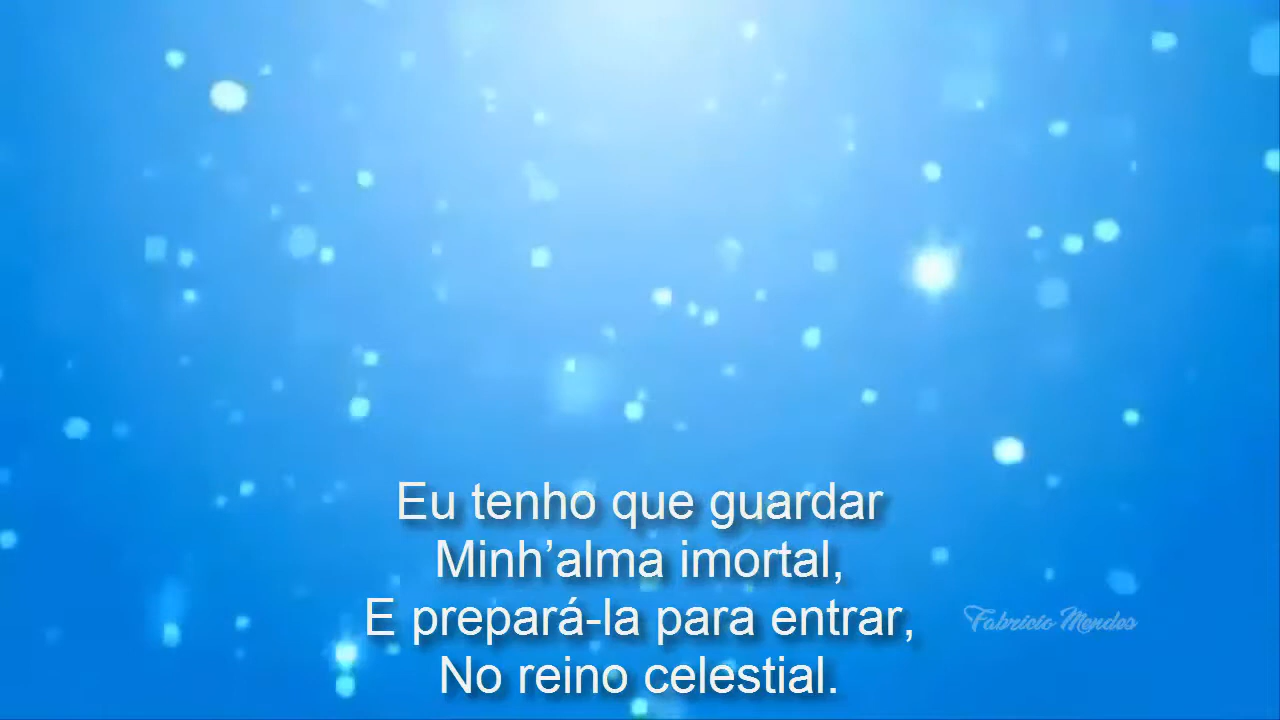 Eu tenho que guardar
Minh’alma imortal,
E prepará-la para entrar,
Fabricio Mendes
No reino celestial.